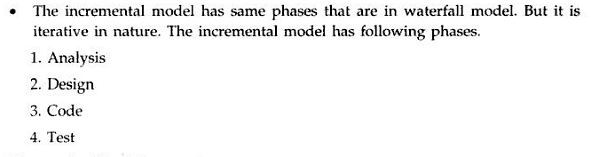 • The incremental model has same phases that are in waterfall model. But it is
iterative in nature. The incremental model has following phases.
1. Analysis
2. Design
3. Code
4. Test